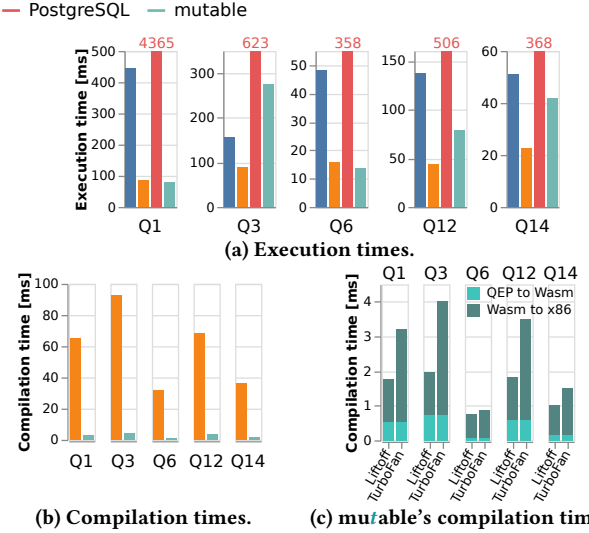 PostgreSQL mutable
4365 623 358 506 368
Execution time [ms]
500 400 300 200 100 0
300 200 100 0
50 40 30 20 10 0
150 100 50 0
60 40 20 0
Q1 Q3 Q6 Q12 Q14
(a) Execution times.
Compilation time [ms]
100 80 60 40 20 0
Q1 Q3 Q6 Q12 Q14
(b) Compilation times.
Q1 Q3 Q6 Q12 Q14
QEP to Wasm
Wasm to x86
Compilation time [ms]
4 3 2 1 0
Liftoff TurboFan Liftoff TurboFan Liftoff TurboFan Liftoff TurboFan Liftoff TurboFan
(c) mutable's compilation tim